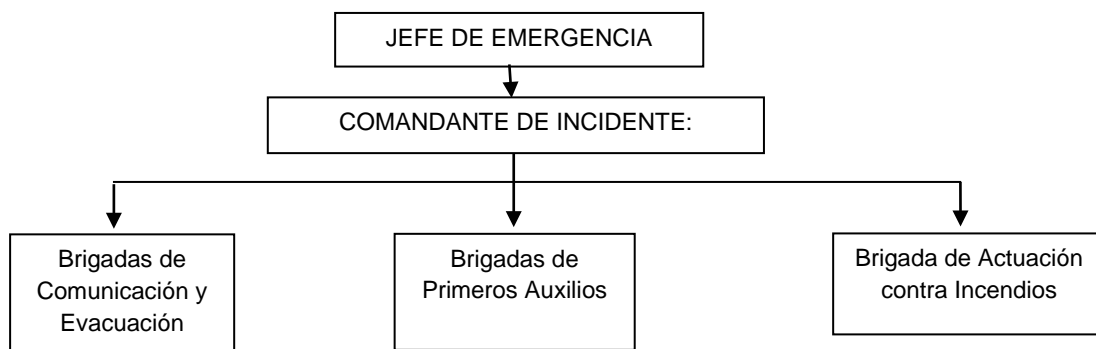 JEFE DE EMERGENCIA
COMANDANTE DE INCIDENTE:
Brigadas de
Comunicación y
Evacuación
Brigadas de
Primeros Auxilios
Brigada de Actuación
contra Incendios